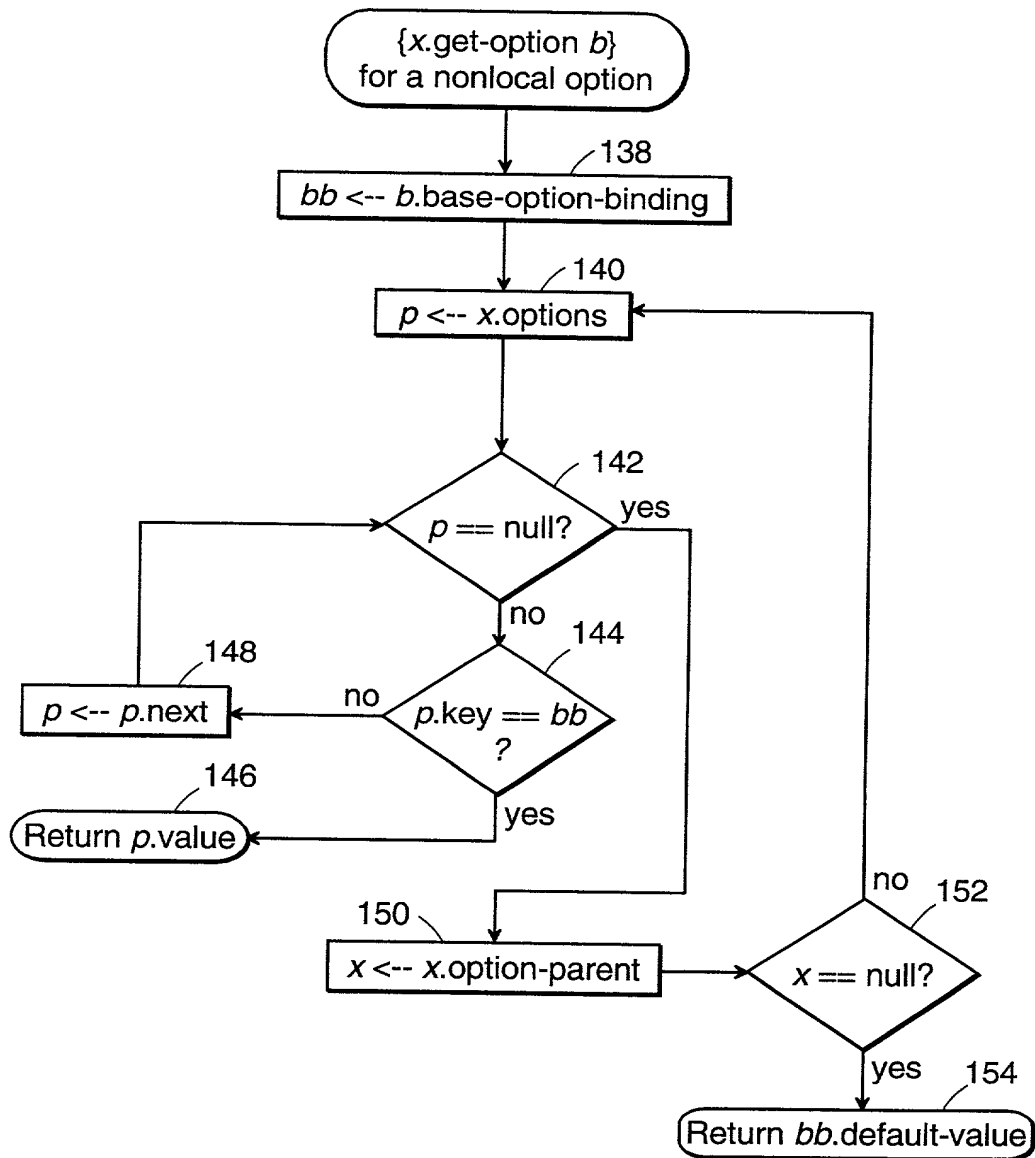 {x.get-option b}
for a nonlocal option
138
bb <-- b.base-option-binding
140
p <-- x.options
142
p == null?
yes
no
144
148
p <-- p.next
no
p.key == bb
?
146
Return p.value
yes
150
x <-- x.option-parent
no
152
x == null?
yes
154
Return bb.default-value